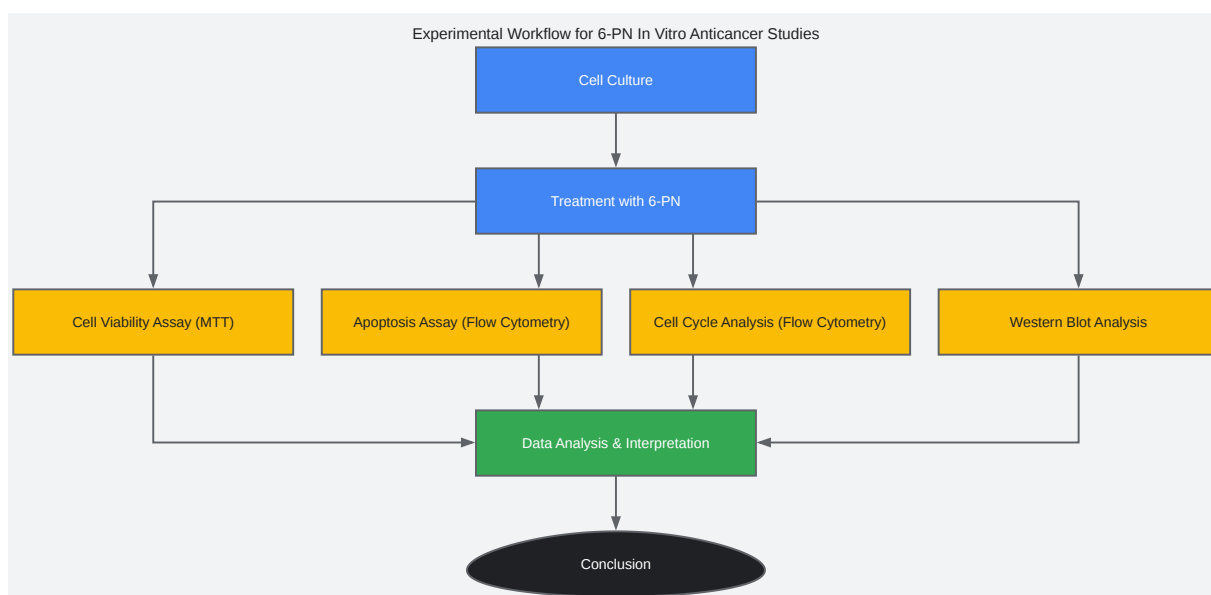 Experimental Workflow for 6-PN In Vitro Anticancer Studies
Cell Culture
Treatment with 6-PN
Cell Viability Assay (MTT)
Apoptosis Assay (Flow Cytometry)
Cell Cycle Analysis (Flow Cytometry)
Western Blot Analysis
Data Analysis & Interpretation
Conclusion